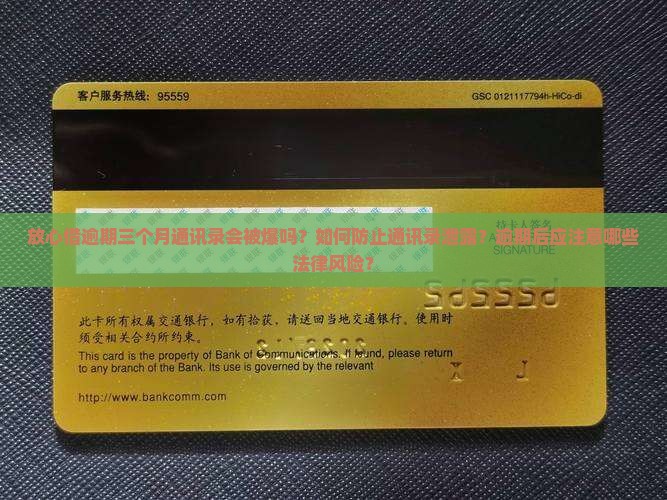 客户服务热线：95559
GSC 0121117794h-HiCo-di
放心借逾期三个月通讯录会被爆吗？如何防止通讯录泄露？逾期后应注意哪些
法律风险？
持卡人签名
SIGNATURE
此卡所有权属交通银行，如有拾获，请送回当地交通银行。使用时
须受相关合约所约束。
This card is the property of Bank of Communications. If found, please return
to any branch of the Bank. Its use is governed by the relevant
http://www.bankcomm.com